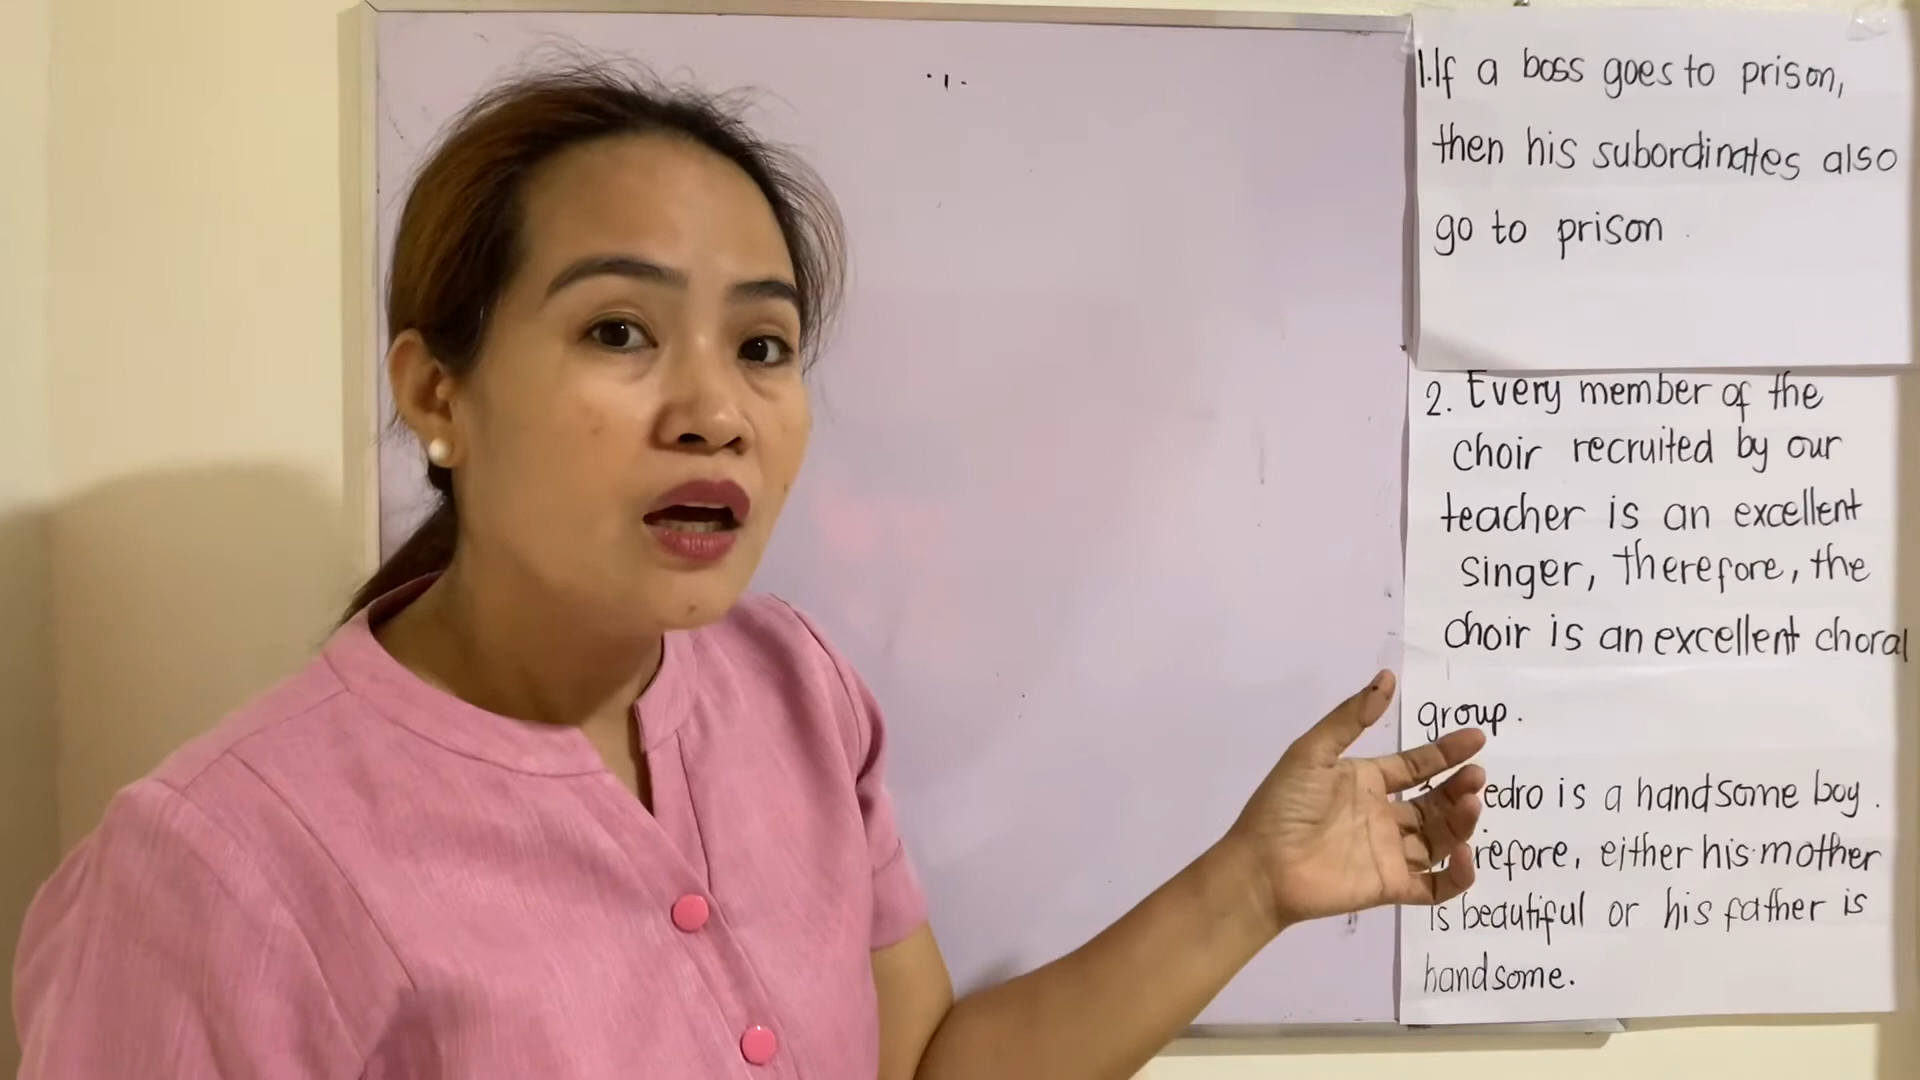 1. If a boss goes to prison,
then his subordinates also
go to prison
2. Every member of the
choir recruited by our
teacher is an excellent
singer, therefore, the
choir is an excellent choral
group.
edro is a handsome boy.
refore, either his mother
is beautiful or his father is
handsome.